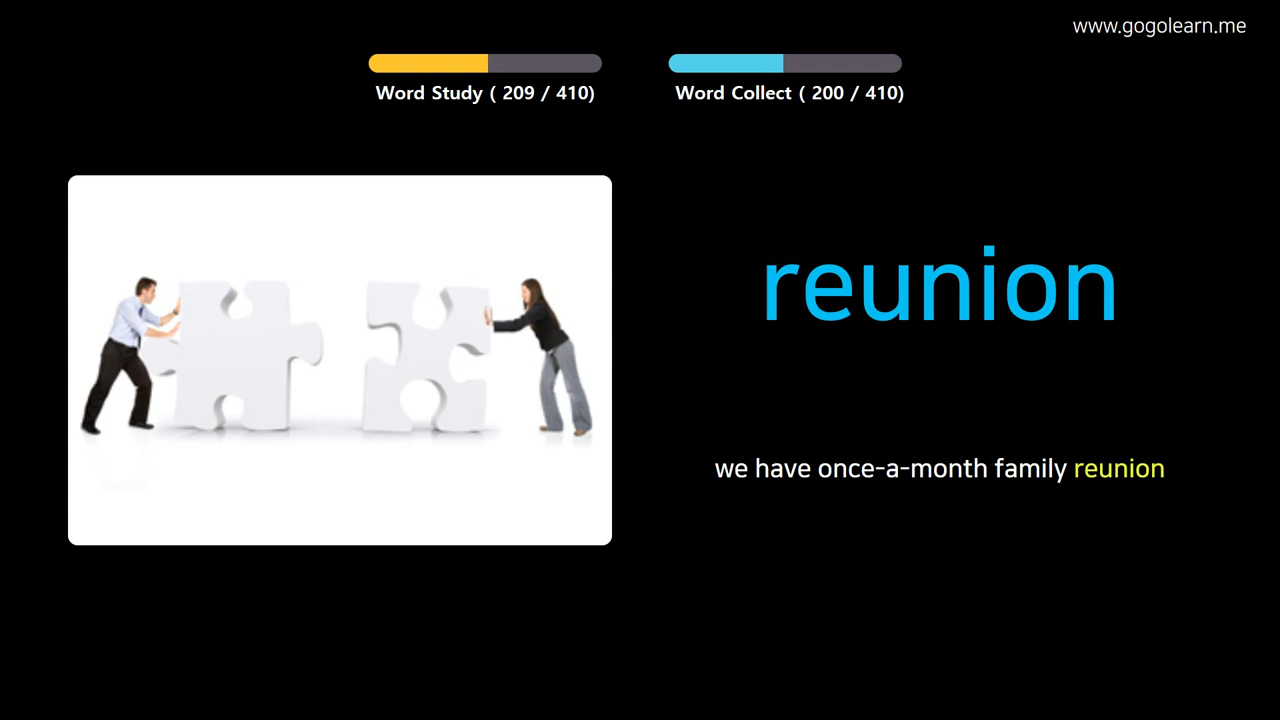 www.gogolearn.me
Word Study ( 209 / 410)
Word Collect ( 200 / 410)
reunion
we have once-a-month family reunion